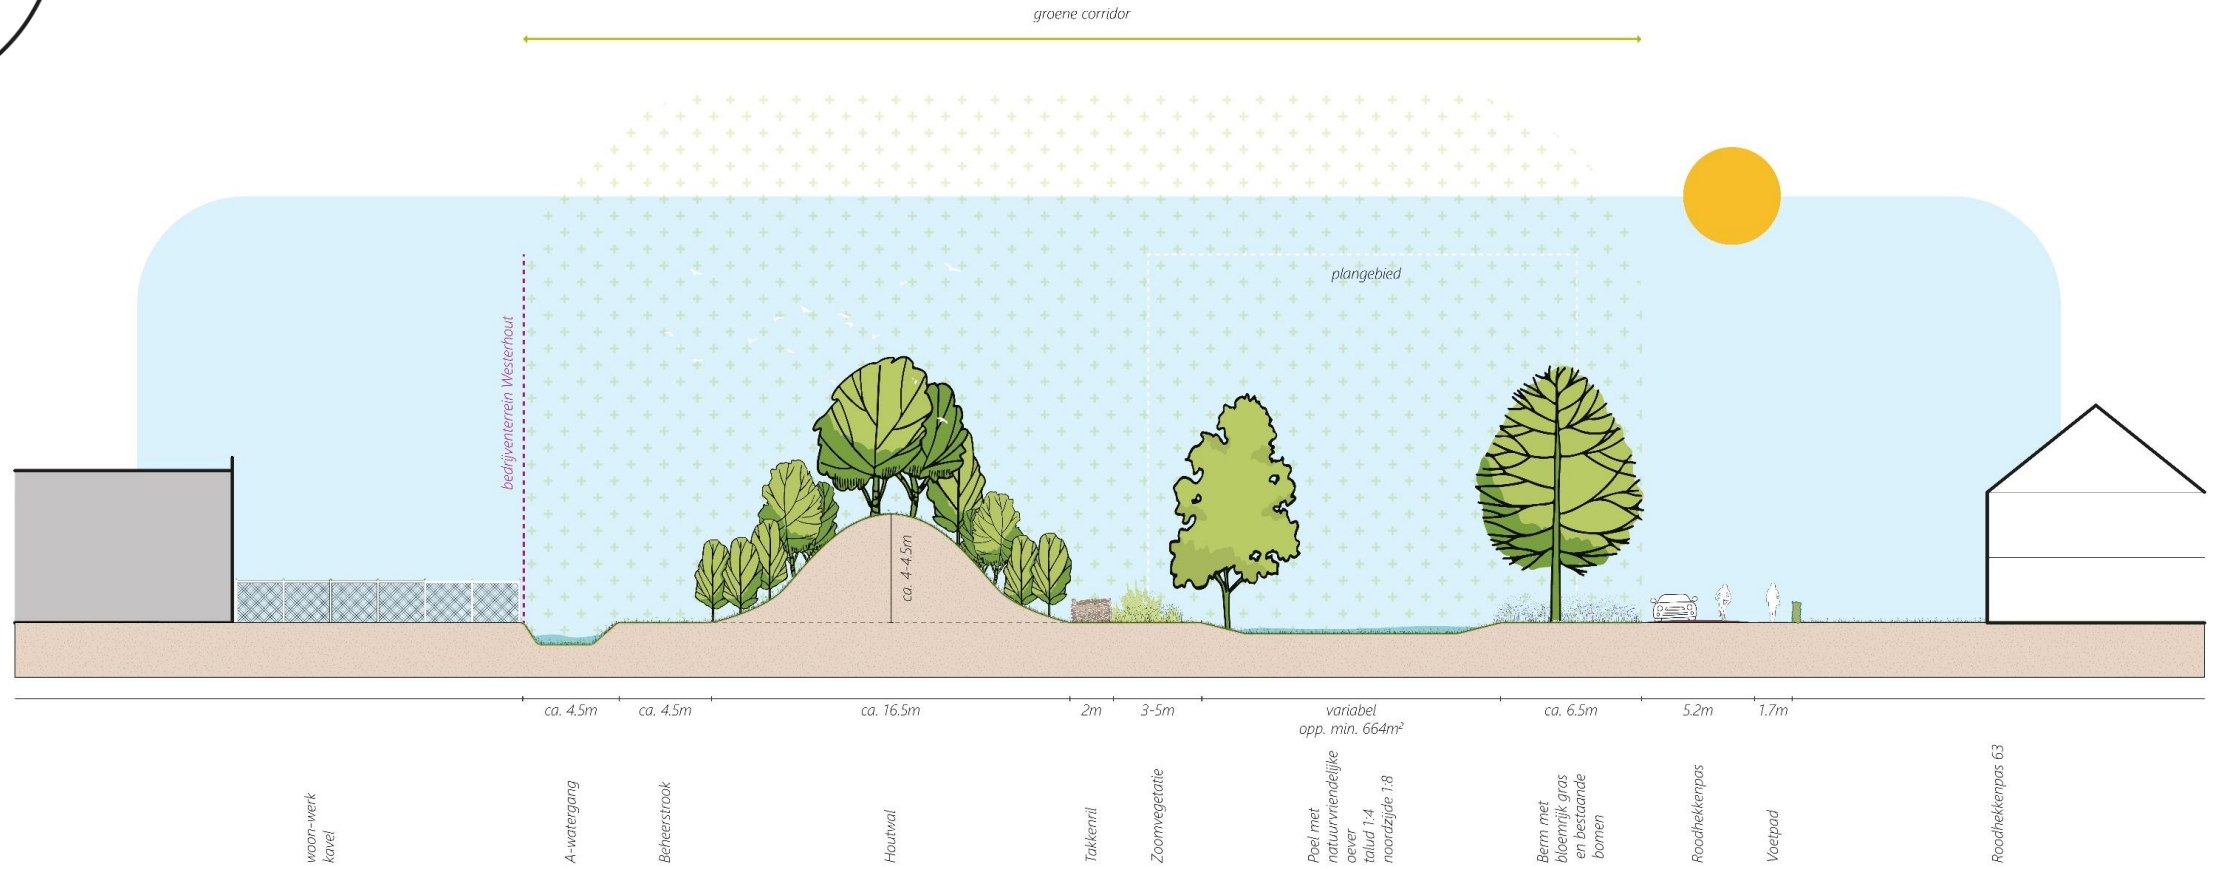 groene corridor
plangebied
bedrijventerrein Westerhout
ca. 4-4.5m
ca. 4.5m
ca. 4.5m
ca. 16.5m
2m
3-5m
variabel
opp. min. 664m²
ca. 6.5m
5.2m
1.7m
woon-werk
kavel
A-watergang
Beheerstrook
Houtwal
Takkenril
Zoomvegetatie
Poel met
natuurvriendelijke
oever
talud 1:4
noordzijde 1:8
Berm met
bloemrijk gras
en bestaande
bomen
Roodhekkenpas
Voetpad
Roodhekkenpas 63